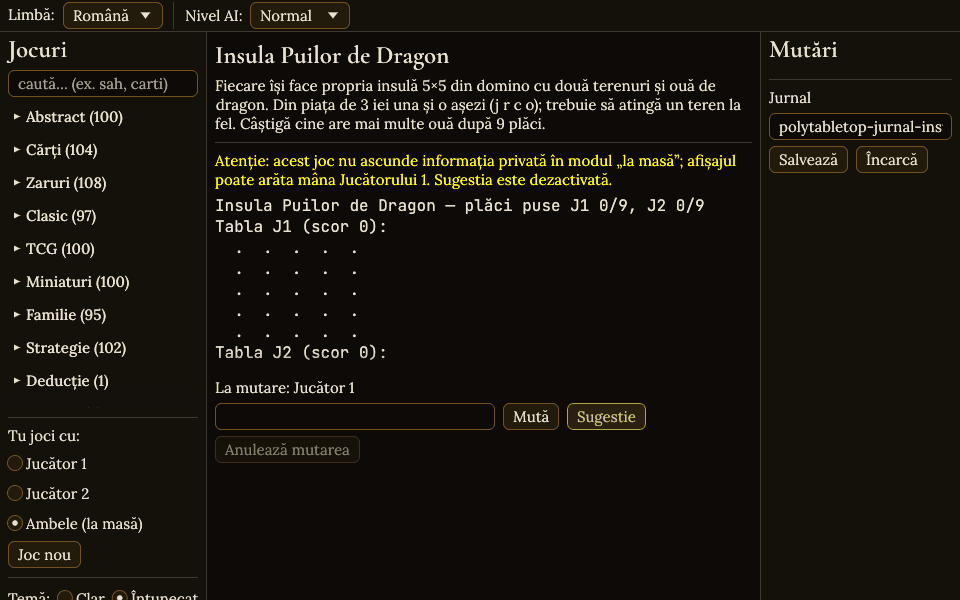 Limbă: Română ▼ Nivel AI: Normal ▼
Jocuri
caută... (ex. sah, carti)
▸ Abstract (100)
▸ Cărți (104)
▸ Zaruri (108)
▸ Clasic (97)
▸ TCG (100)
▸ Miniaturi (100)
▸ Familie (95)
▸ Strategie (102)
▸ Deducție (1)
Tu joci cu:
Jucător 1
Jucător 2
Ambele (la masă)
Joc nou
Temă: Clar Întunecat
Insula Puilor de Dragon
Fiecare își face propria insulă 5×5 din domino cu două terenuri și ouă de
dragon. Din piața de 3 iei una și o așezi (j r c o); trebuie să atingă un teren la
fel. Câștigă cine are mai multe ouă după 9 plăci.
Atenție: acest joc nu ascunde informația privată în modul „la masă”; afișajul
poate arăta mâna Jucătorului 1. Sugestia este dezactivată.
Insula Puilor de Dragon — plăci puse J1 0/9, J2 0/9
Tabla J1 (scor 0):
. . . . .
. . . . .
. . . . .
. . . . .
. . . . .
Tabla J2 (scor 0):
La mutare: Jucător 1
Mută Sugestie
Anulează mutarea
Mutări
Jurnal
polytabletop-jurnal-ins
Salvează Încarcă